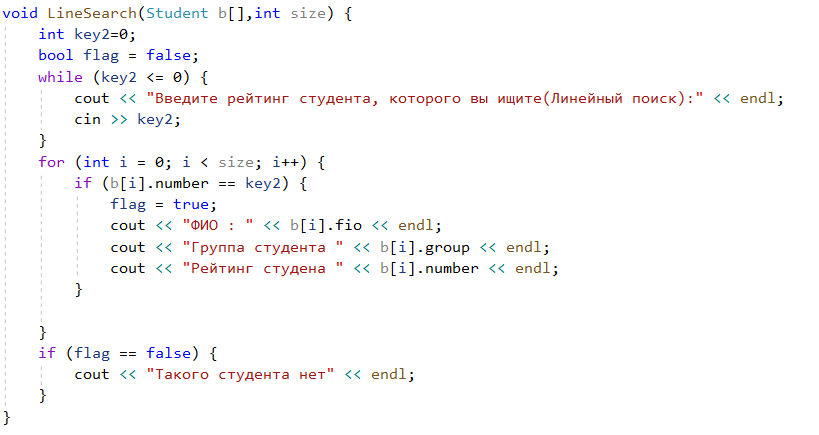 void LineSearch(Student b[],int size) {
    int key2=0;
    bool flag = false;
    while (key2 <= 0) {
        cout << "Введите рейтинг студента, которого вы ищите(Линейный поиск):" << endl;
        cin >> key2;
    }
    for (int i = 0; i < size; i++) {
        if (b[i].number == key2) {
            flag = true;
            cout << "ФИО : " << b[i].fio << endl;
            cout << "Группа студента " << b[i].group << endl;
            cout << "Рейтинг студена " << b[i].number << endl;
        }
    }
    if (flag == false) {
        cout << "Такого студента нет" << endl;
    }
}